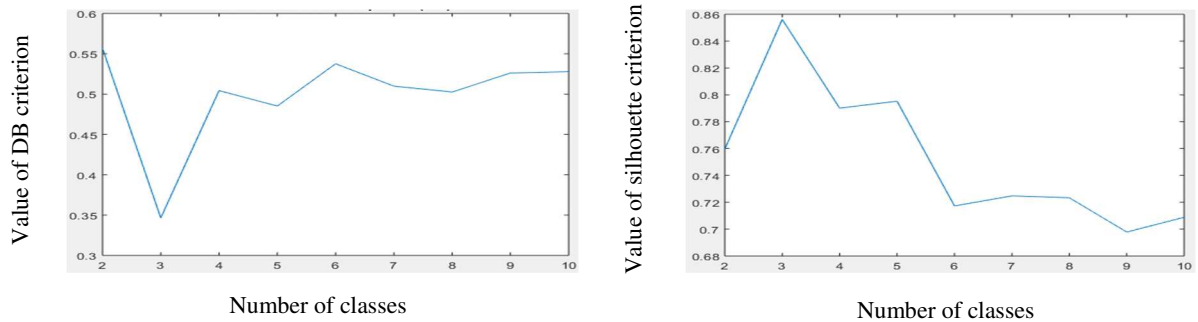 Value of DB criterion
0.6
0.55
0.5
0.45
0.4
0.35
0.3
2 3 4 5 6 7 8 9 10
Number of classes
Value of silhouette criterion
0.86
0.84
0.82
0.8
0.78
0.76
0.74
0.72
0.7
0.68
2 3 4 5 6 7 8 9 10
Number of classes